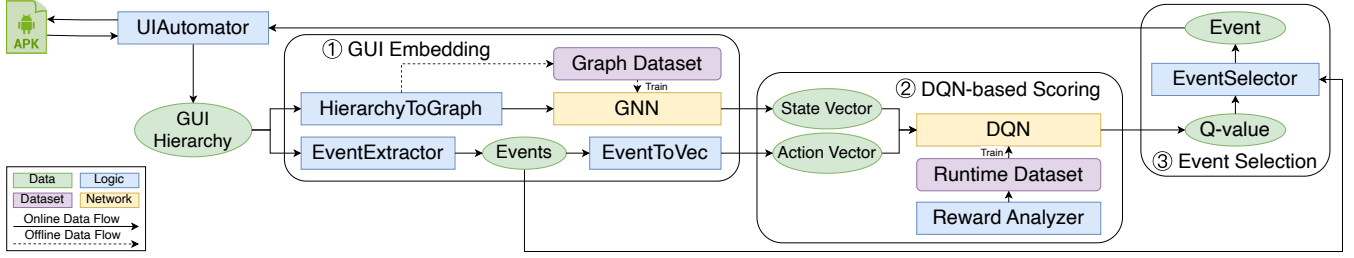 APK
UIAutomator
GUI
Hierarchy
① GUI Embedding
Graph Dataset
Train
HierarchyToGraph
GNN
EventExtractor
Events
EventToVec
② DQN-based Scoring
State Vector
Action Vector
DQN
Train
Runtime Dataset
Reward Analyzer
Event
EventSelector
Q-value
③ Event Selection
Data
Logic
Dataset
Network
Online Data Flow
Offline Data Flow